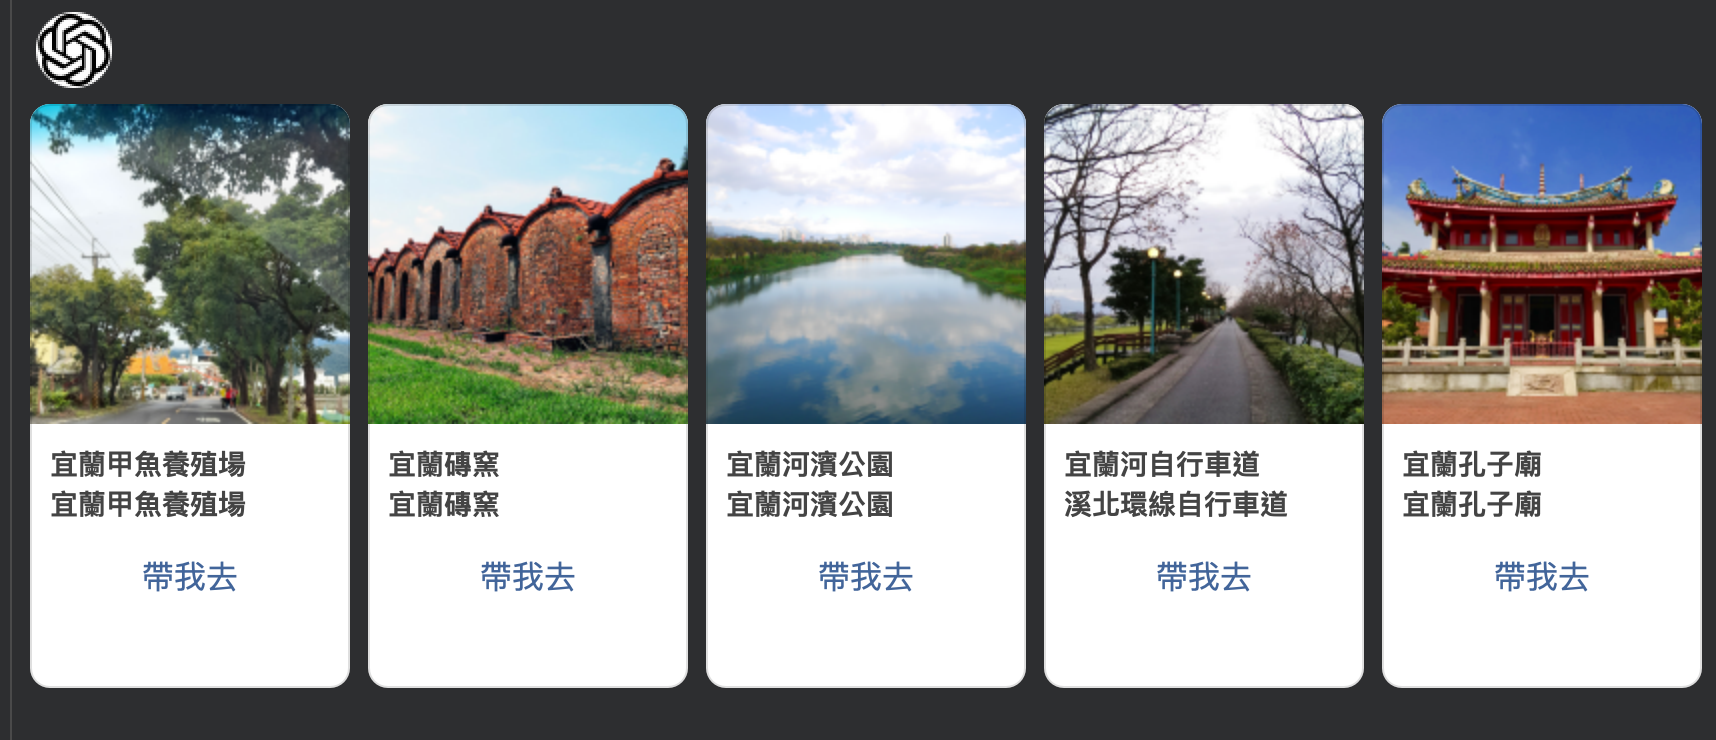 宜蘭甲魚養殖場
宜蘭甲魚養殖場
帶我去
宜蘭磚窯
宜蘭磚窯
帶我去
宜蘭河濱公園
宜蘭河濱公園
帶我去
宜蘭河自行車道
溪北環線自行車道
帶我去
宜蘭孔子廟
宜蘭孔子廟
帶我去